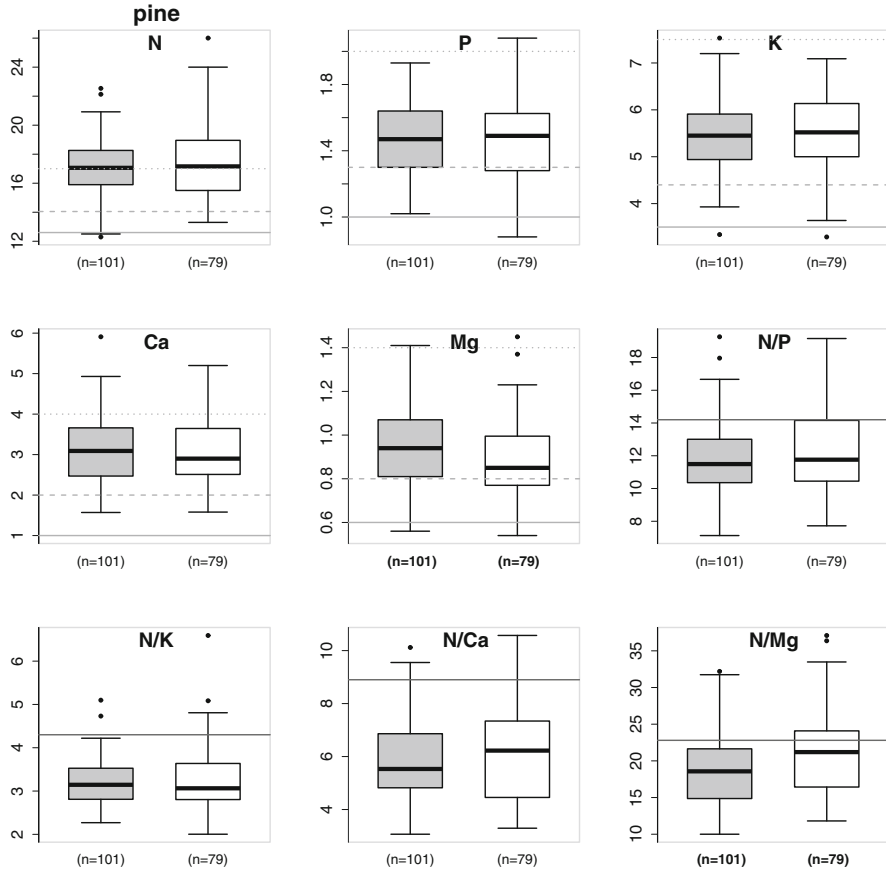 pine
N P K
12 16 20 24
1.0 1.4 1.8
4 5 6 7
(n=101) (n=79) (n=101) (n=79) (n=101) (n=79)
Ca Mg N/P
1 2 3 4 5 6
0.6 0.8 1.0 1.2 1.4
8 10 12 14 18
(n=101) (n=79) (n=101) (n=79) (n=101) (n=79)
N/K N/Ca N/Mg
2 3 4 5 6
4 6 8 10
10 15 20 25 30 35
(n=101) (n=79) (n=101) (n=79) (n=101) (n=79)